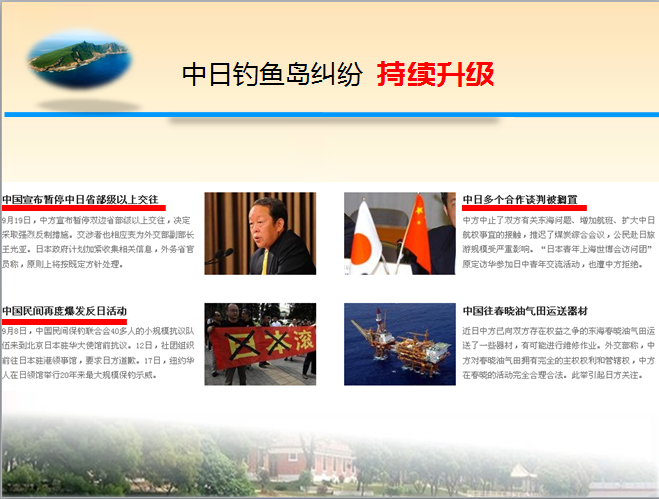 中日钓鱼岛纠纷 持续升级
中国宣布暂停中日省部级以上交往
9月19日，中方宣布暂停双边省部级以上交往，决定
采取强烈反制措施。交涉者也相应变为外交部副部长
王光亚。日本政府计划加紧收集相关信息，外务省官
员称，原则上将按既定方针处理。
中日多个合作谈判被搁置
中方中止了双方有关东海问题、增加航班、扩大中日
航权事宜的接触，推迟了煤炭综合会议，公民赴日旅
游规模受严重影响。“日本青年上海世博会访问团”
原定访华参加日中青年交流活动，也遭中方拒绝。
中国民间再度爆发反日活动
9月8日，中国民间保钓联合会40多人的小规模抗议队
伍来到北京日本驻华大使馆前抗议。12日，社团组织
前往日本驻港领事馆，要求日方道歉。17日，纽约华
人在日领馆举行20年来最大规模保钓示威。
日本滚
中国往春晓油气田运送器材
近日中方已向双方存在权益之争的东海春晓油气田运
送了一些器材，有可能进行维修作业。外交部称，中
方对春晓油气田拥有完全的主权权利和管辖权，中方
在春晓的活动完全合理合法。此举引起日方关注。